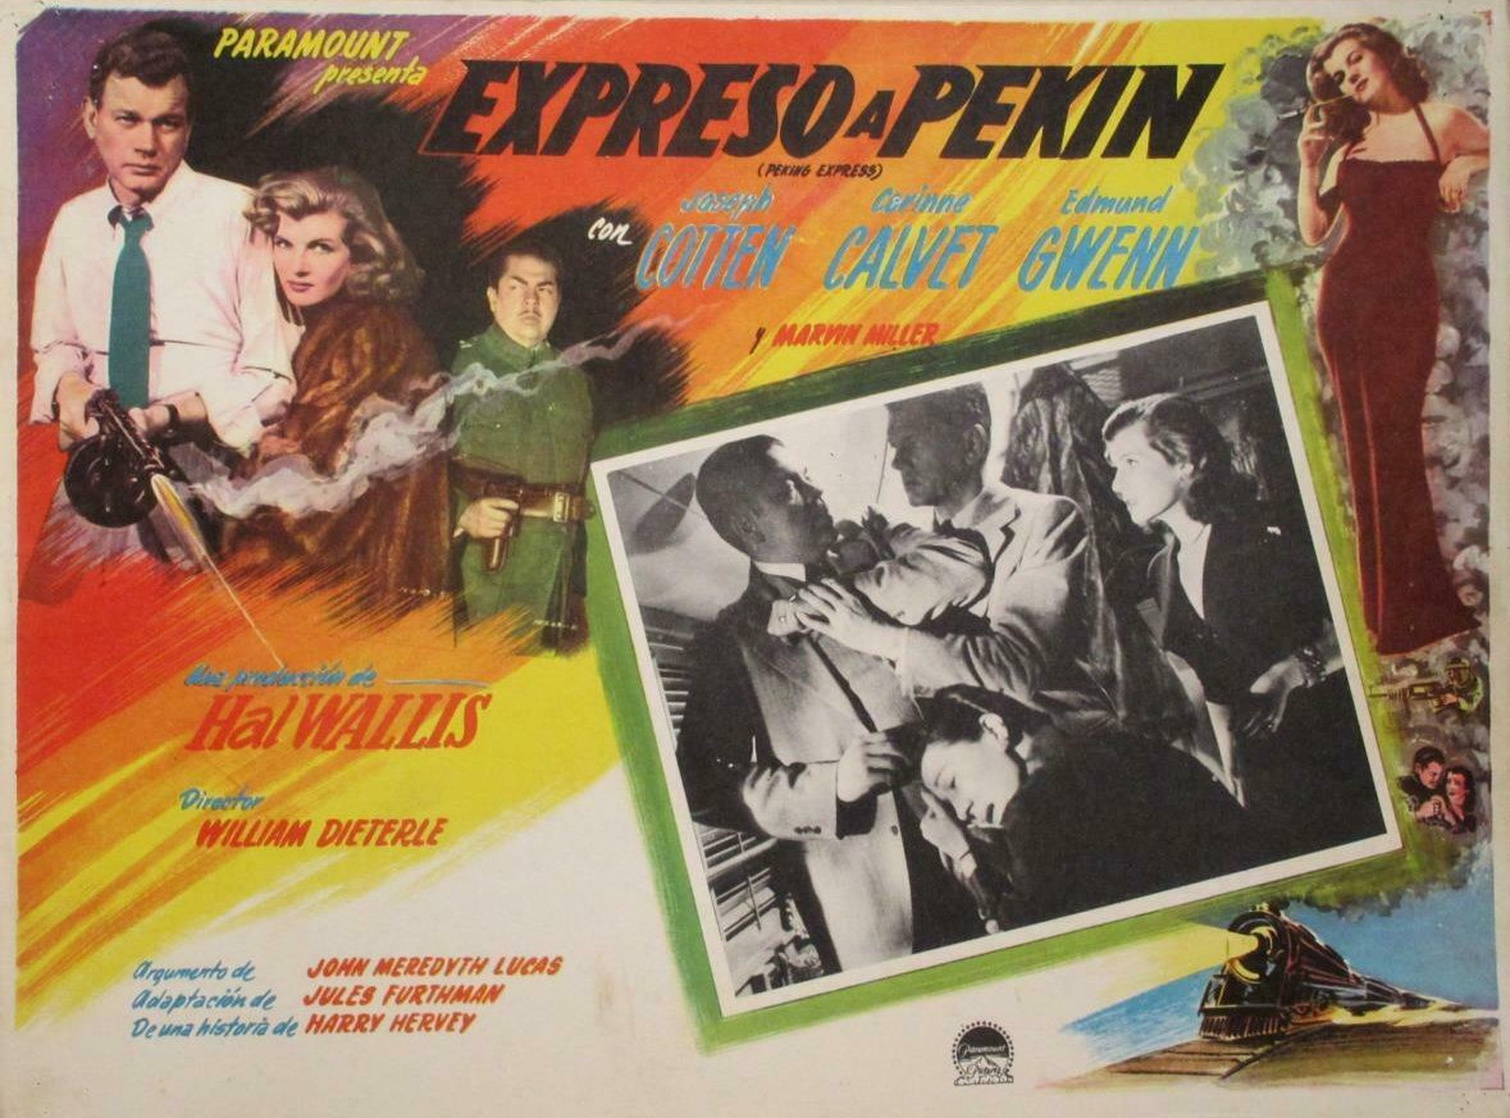 PARAMOUNT
presenta
EXPRESO A PEKIN
(PEKING EXPRESS)
con Joseph COTTEN Corinne CALVET Edmund GWENN
y MARVIN MILLER
Una producción de
Hal WALLIS
Director
WILLIAM DIETERLE
Argumento de JOHN MEREDYTH LUCAS
Adaptación de JULES FURTHMAN
De una historia de HARRY HERVEY
Paramount
Pictures